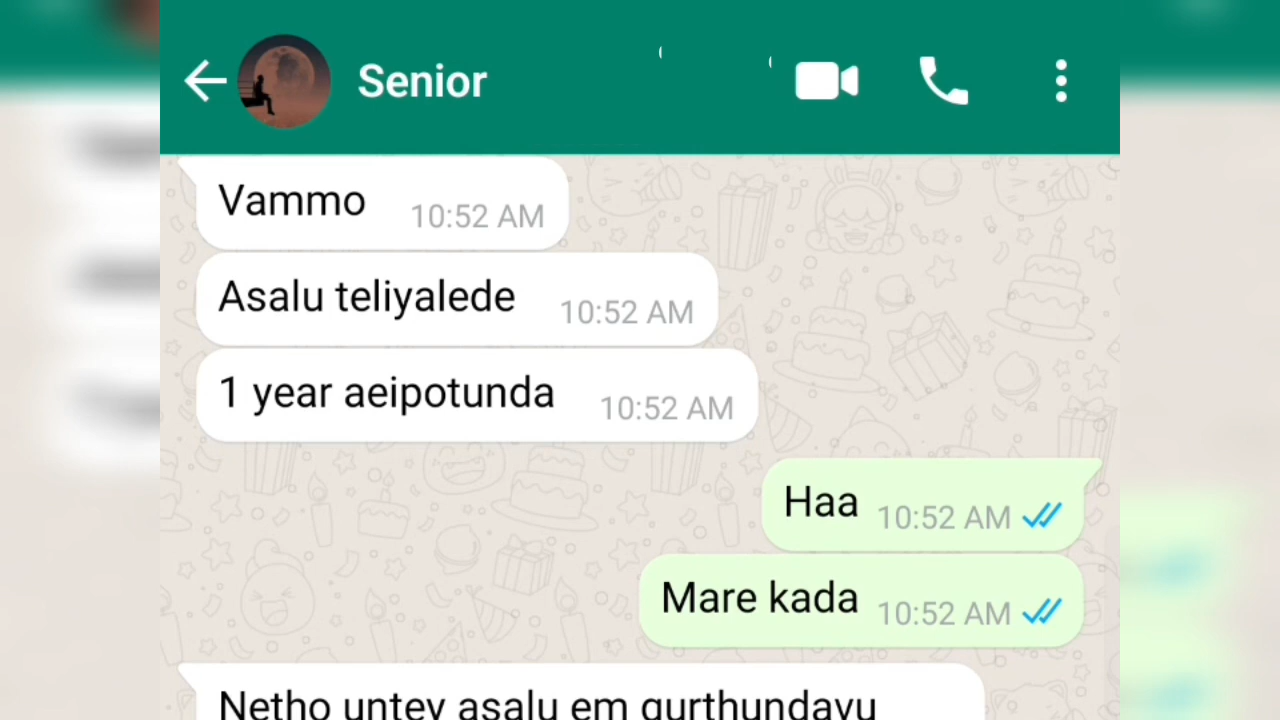 Senior
Vammo 10:52 AM
Asalu teliyalede 10:52 AM
1 year aeipotunda 10:52 AM
Haa 10:52 AM
Mare kada 10:52 AM
Netho untey asalu em gurthundavu